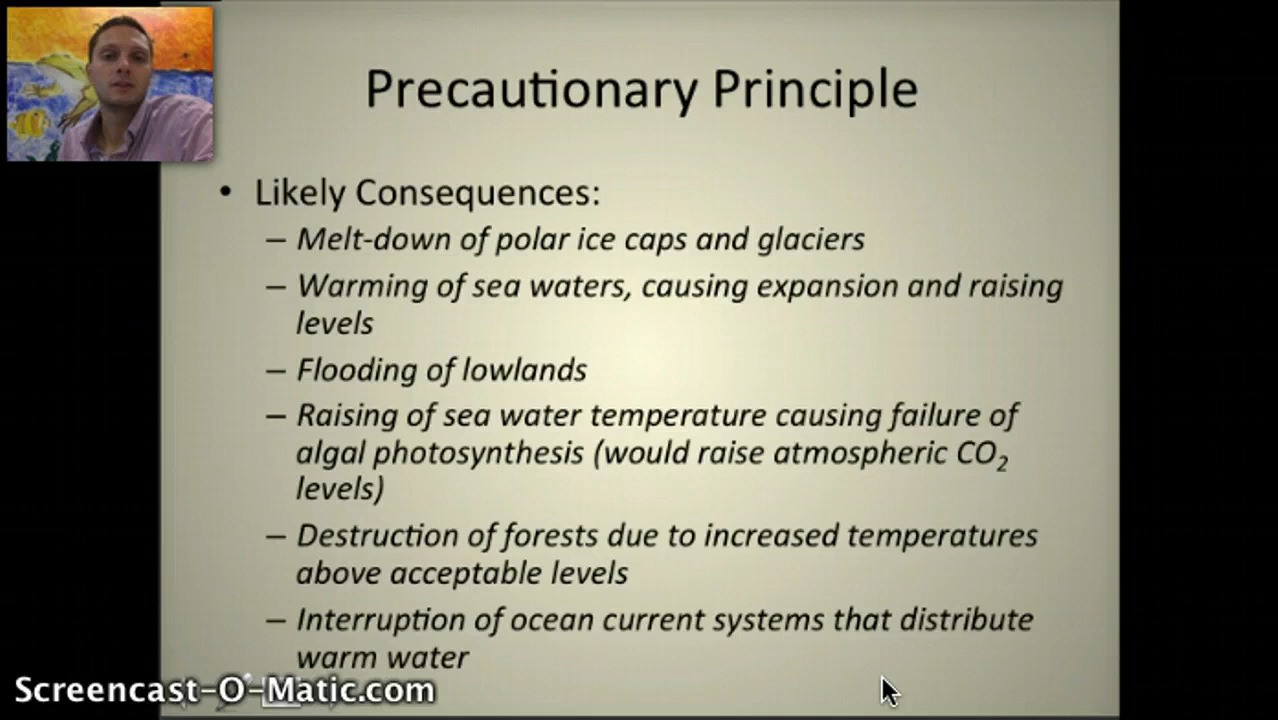 Precautionary Principle
• Likely Consequences:
– Melt-down of polar ice caps and glaciers
– Warming of sea waters, causing expansion and raising
levels
– Flooding of lowlands
– Raising of sea water temperature causing failure of
algal photosynthesis (would raise atmospheric CO₂
levels)
– Destruction of forests due to increased temperatures
above acceptable levels
– Interruption of ocean current systems that distribute
warm water
Screencast-O-Matic.com